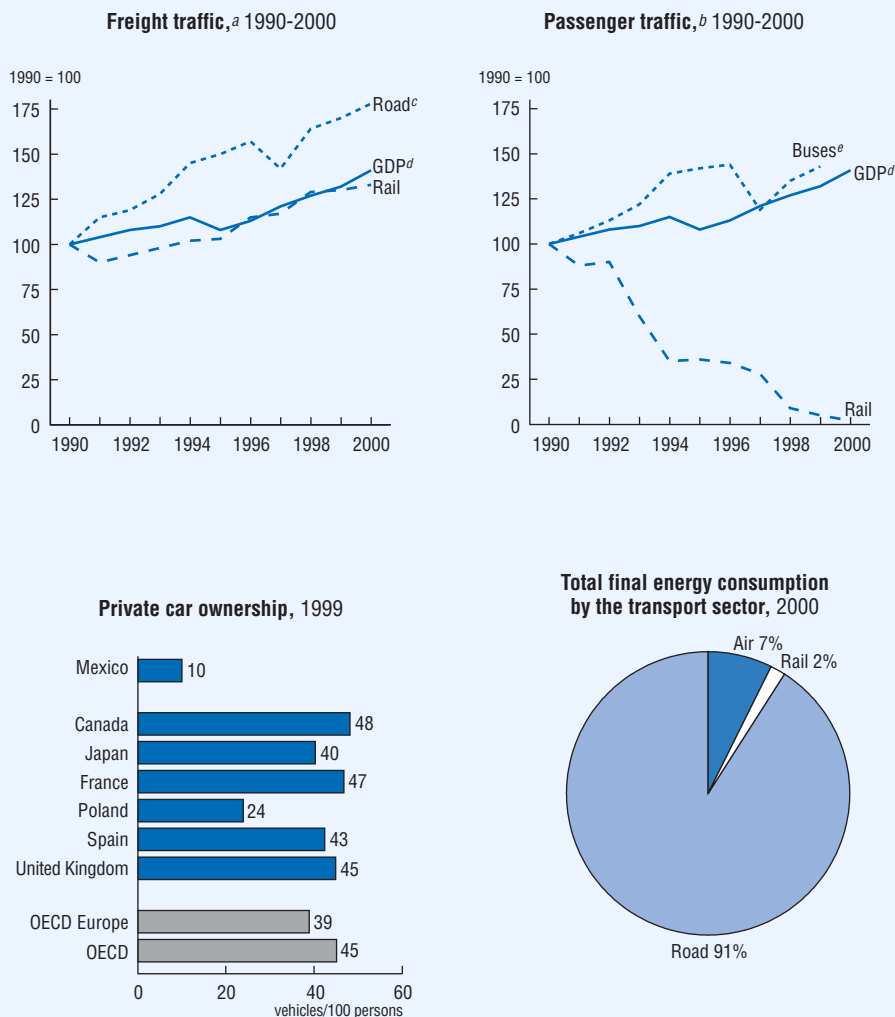 Freight traffic,a 1990-2000
1990 = 100
175
150
125
100
75
50
25
0
1990 1992 1994 1996 1998 2000
Roadc
GDPd
Rail
Passenger traffic,b 1990-2000
1990 = 100
175
150
125
100
75
50
25
0
1990 1992 1994 1996 1998 2000
Busese
GDPd
Rail
Private car ownership, 1999
Mexico 10
Canada 48
Japan 40
France 47
Poland 24
Spain 43
United Kingdom 45
OECD Europe 39
OECD 45
0 20 40 60
vehicles/100 persons
Total final energy consumption
by the transport sector, 2000
Air 7%
Rail 2%
Road 91%